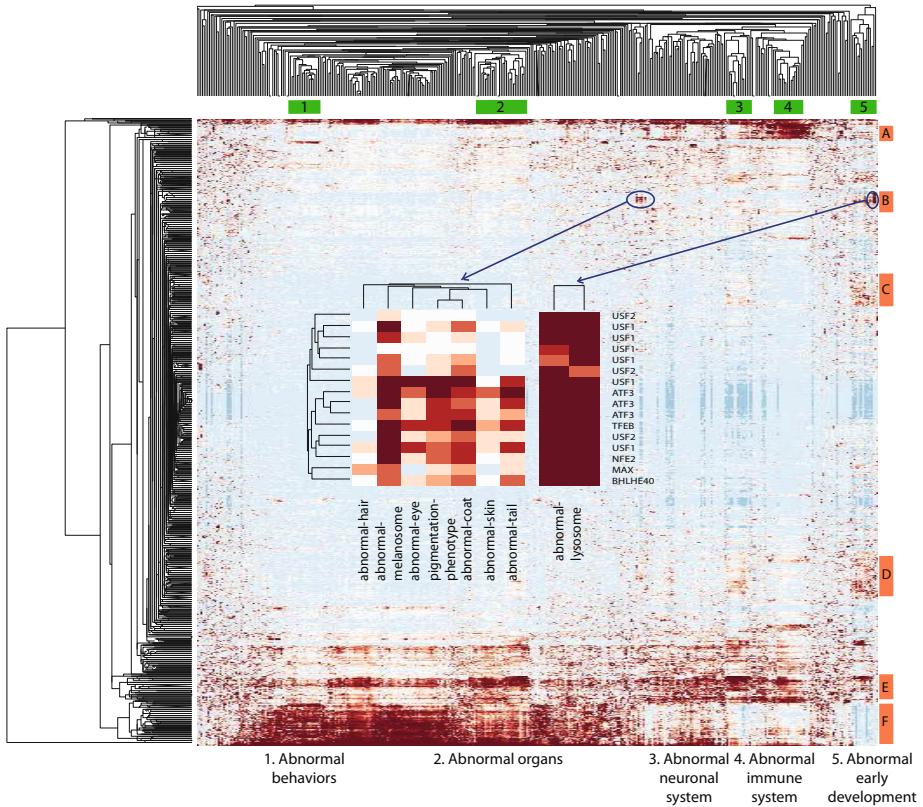 1
2
3
4
5
A
B
C
D
E
F
USF2
USF1
USF1
USF1
USF1
USF2
USF1
ATF3
ATF3
ATF3
TFEB
USF2
USF1
NFE2
MAX
BHLHE40
abnormal-hair
abnormal-
melanosome
abnormal-eye
pigmentation-
phenotype
abnormal-coat
abnormal-skin
abnormal-tail
abnormal-
lysosome
1. Abnormal
behaviors
2. Abnormal organs
3. Abnormal
neuronal
system
4. Abnormal
immune
system
5. Abnormal
early
development